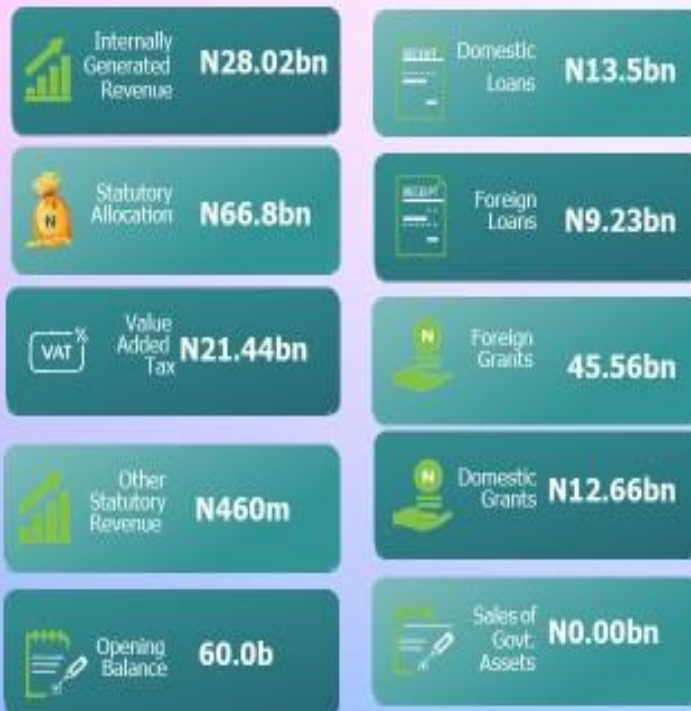 Internally
Generated
Revenue
N28.02bn
Statutory
Allocation
N66.8bn
N
VAT %
Value
Added
Tax
N21.44bn
Other
Statutory
Revenue
N460m
Opening
Balance
60.0b
Domestic
Loans
N13.5bn
RECEIPT
Foreign
Loans
N9.23bn
N
Foreign
Grants
45.56bn
N
Domestic
Grants
N12.66bn
Sales of
Govt.
Assets
N0.00bn